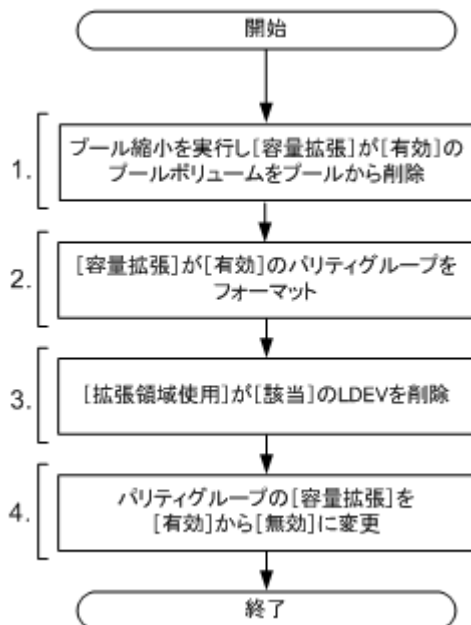 開始
1.
プール縮小を実行し[容量拡張]が[有効]の
プールボリュームをプールから削除
2.
[容量拡張]が[有効]のパリティグループを
フォーマット
3.
[拡張領域使用]が[該当]のLDEVを削除
4.
パリティグループの[容量拡張]を
[有効]から[無効]に変更
終了